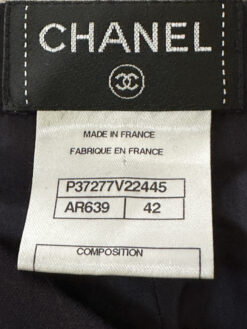 CHANEL
MADE IN FRANCE
FABRIQUE EN FRANCE
P37277V22445
AR639 42
COMPOSITION